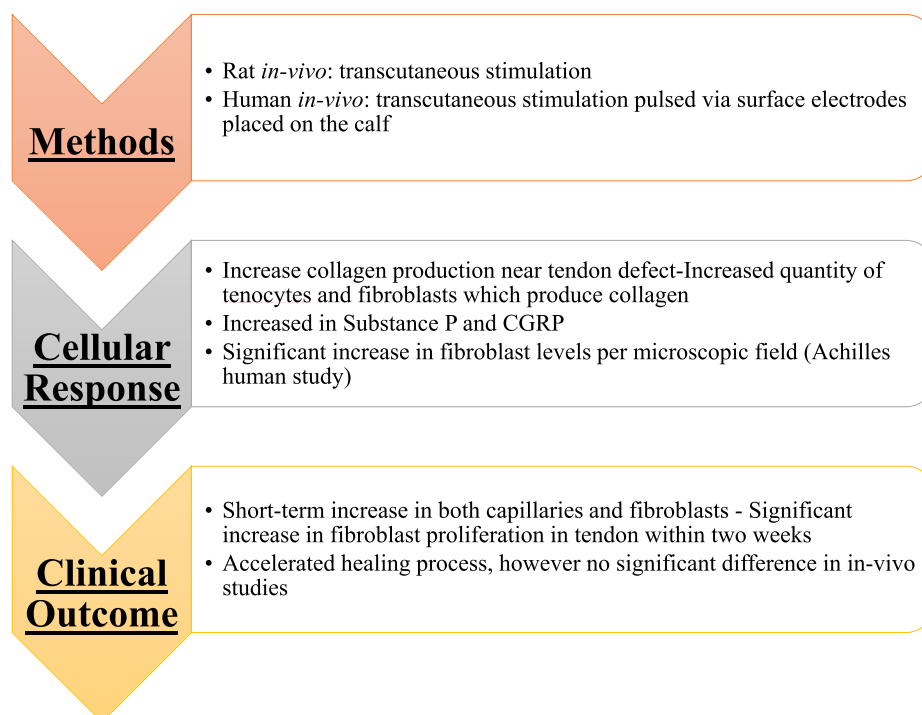 Methods
• Rat in-vivo: transcutaneous stimulation
• Human in-vivo: transcutaneous stimulation pulsed via surface electrodes
placed on the calf
Cellular
Response
• Increase collagen production near tendon defect-Increased quantity of
tenocytes and fibroblasts which produce collagen
• Increased in Substance P and CGRP
• Significant increase in fibroblast levels per microscopic field (Achilles
human study)
Clinical
Outcome
• Short-term increase in both capillaries and fibroblasts - Significant
increase in fibroblast proliferation in tendon within two weeks
• Accelerated healing process, however no significant difference in in-vivo
studies